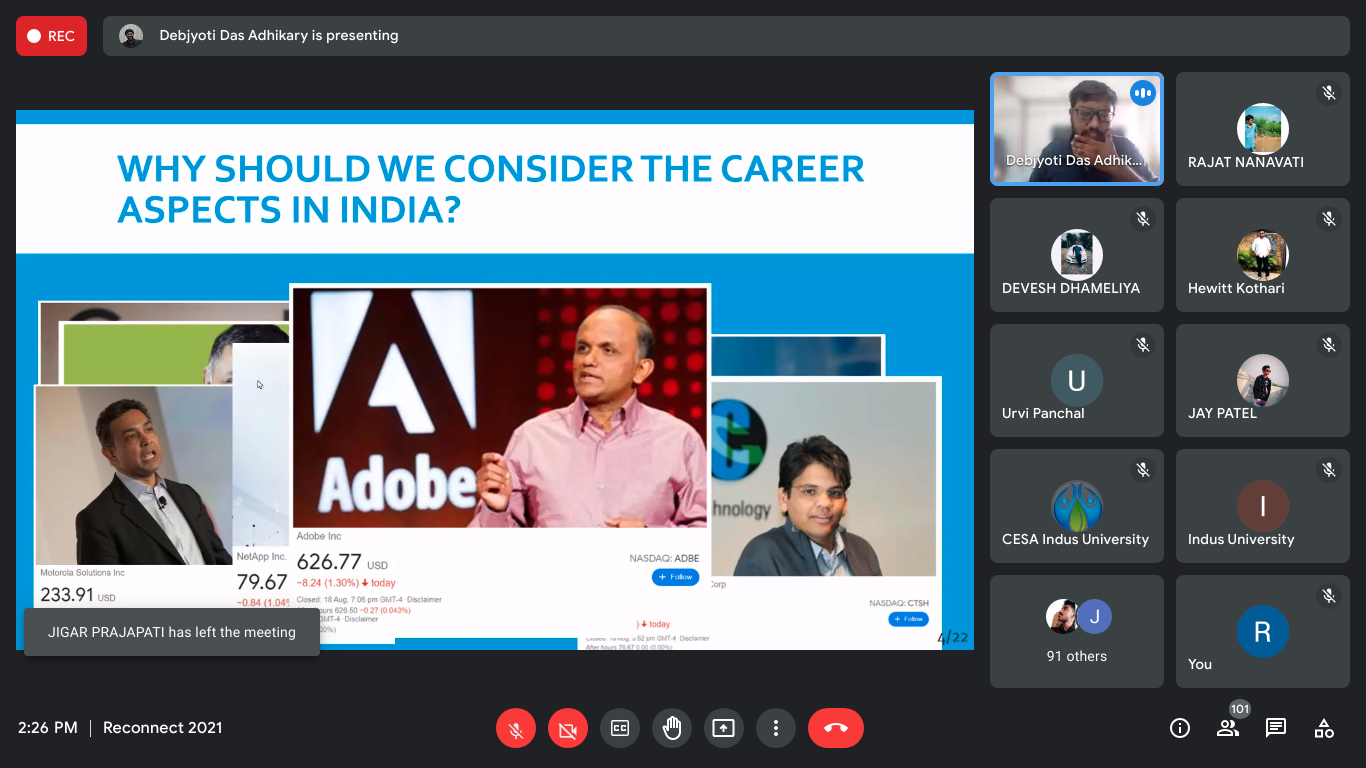 REC
Debjyoti Das Adhikary is presenting
WHY SHOULD WE CONSIDER THE CAREER
ASPECTS IN INDIA?
Adobe
hnology
Motorola Solutions Inc
233.91 USD
NetApp Inc.
79.67
−0.84 (1.04%
Adobe Inc
626.77 USD
NASDAQ: ADBE
−8.24 (1.30%) ↓ today
+ Follow
Closed: 18 Aug, 7:06 pm GMT-4 · Disclaimer
hours 626.50 −0.27 (0.043%)
GMT-4 · Disclaimer
00%)
) ↓ today
Closed: 18 Aug, 5:52 pm GMT-4 · Disclaimer
After hours 79.67 0.00 (0.00%)
Corp
NASDAQ: CTSH
+ Follow
4/22
JIGAR PRAJAPATI has left the meeting
Debjyoti Das Adhik...
RAJAT NANAVATI
DEVESH DHAMELIYA
Hewitt Kothari
U
Urvi Panchal
JAY PATEL
CESA Indus University
I
Indus University
J
91 others
R
You
2:26 PM | Reconnect 2021
CC
101